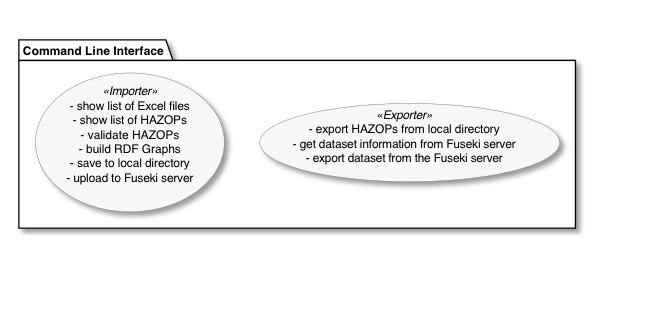 Command Line Interface
«Importer»
- show list of Excel files
- show list of HAZOPs
- validate HAZOPs
- build RDF Graphs
- save to local directory
- upload to Fuseki server
«Exporter»
- export HAZOPs from local directory
- get dataset information from Fuseki server
- export dataset from the Fuseki server